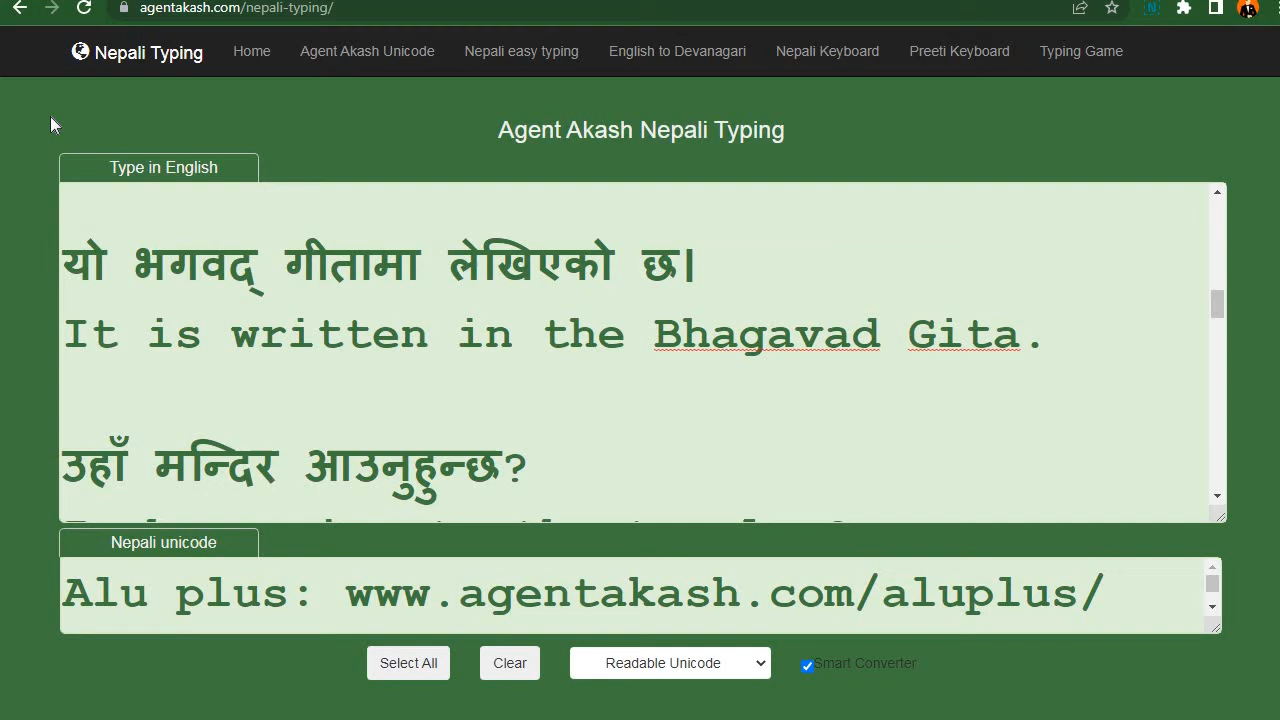 agentakash.com/nepali-typing/
Nepali Typing Home Agent Akash Unicode Nepali easy typing English to Devanagari Nepali Keyboard Preeti Keyboard Typing Game
Agent Akash Nepali Typing
Type in English
यो भगवद् गीतामा लेखिएको छ।
It is written in the Bhagavad Gita.
उहाँ मन्दिर आउनुहुन्छ?
Nepali unicode
Alu plus: www.agentakash.com/aluplus/
Select All Clear Readable Unicode Smart Converter